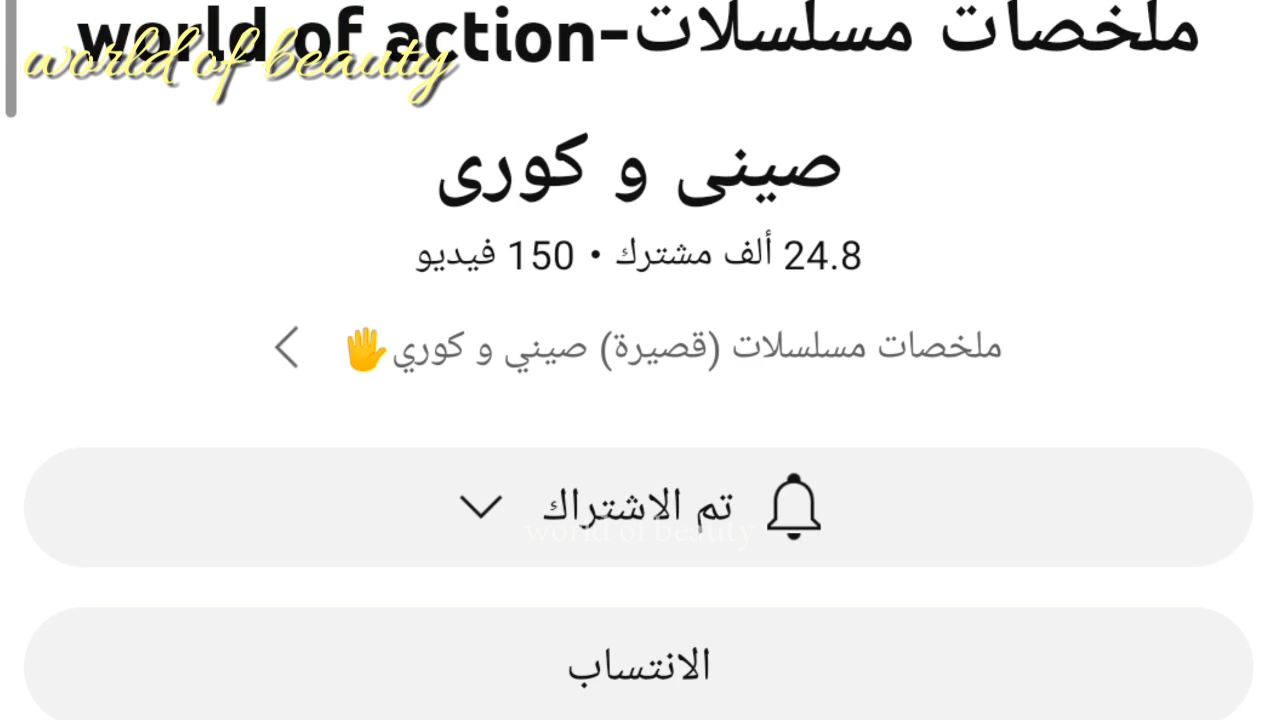 ملخصات مسلسلات-world of action
world of beauty
صينى و كورى
24.8 ألف مشترك • 150 فيديو
ملخصات مسلسلات (قصيرة) صيني و كوري🖐
تم الاشتراك
world of beauty
الانتساب